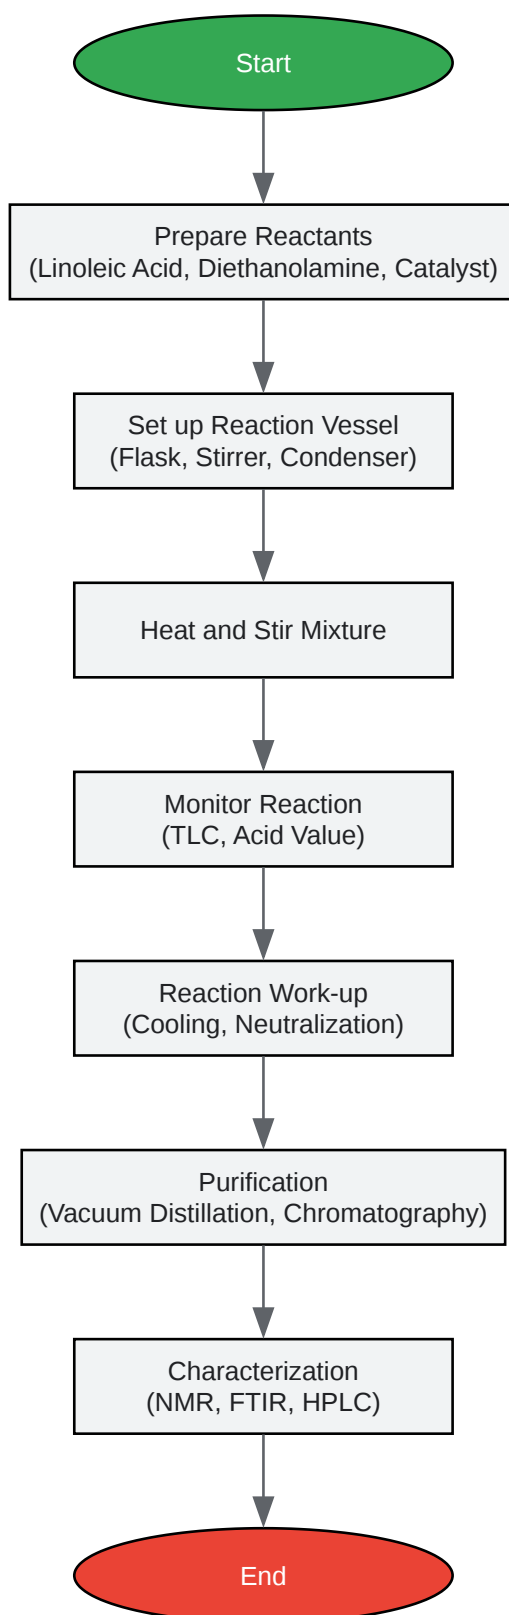 Start
Prepare Reactants
(Linoleic Acid, Diethanolamine, Catalyst)
Set up Reaction Vessel
(Flask, Stirrer, Condenser)
Heat and Stir Mixture
Monitor Reaction
(TLC, Acid Value)
Reaction Work-up
(Cooling, Neutralization)
Purification
(Vacuum Distillation, Chromatography)
Characterization
(NMR, FTIR, HPLC)
End